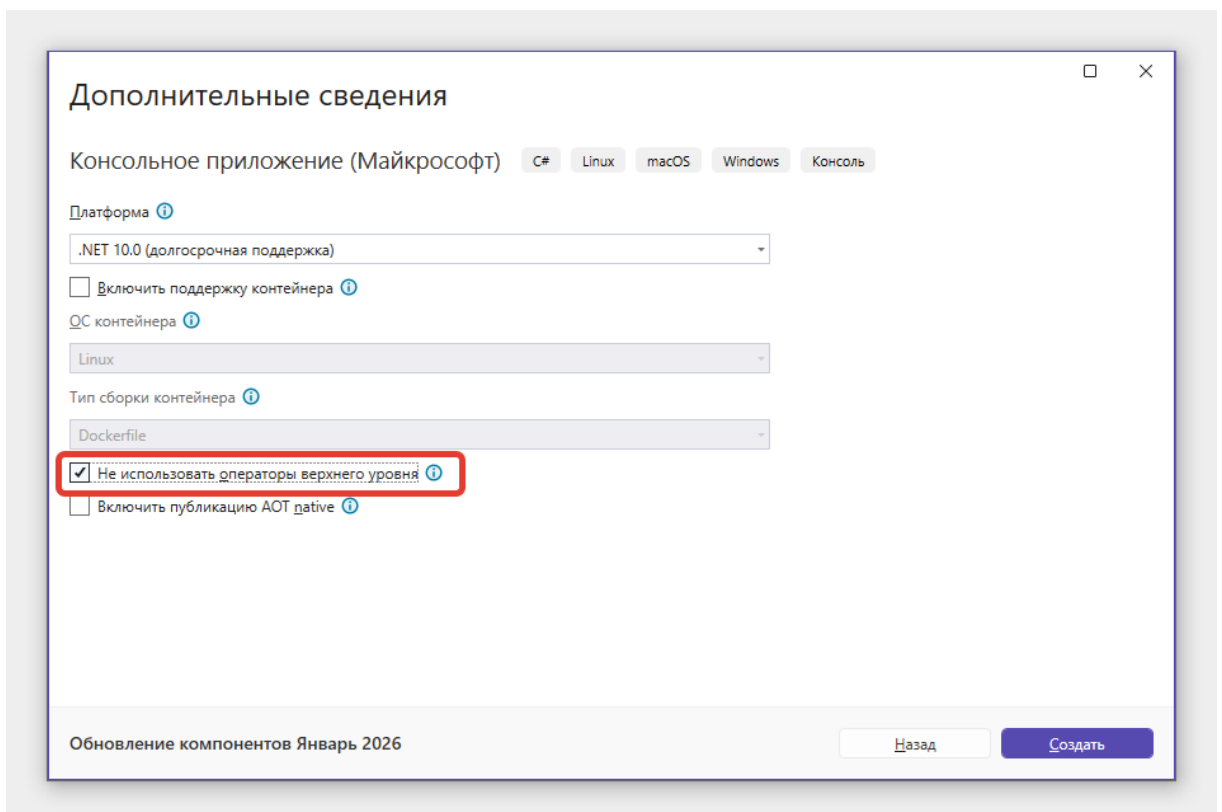 Дополнительные сведения
Консольное приложение (Майкрософт) C# Linux macOS Windows Консоль
Платформа
.NET 10.0 (долгосрочная поддержка)
Включить поддержку контейнера
ОС контейнера
Linux
Тип сборки контейнера
Dockerfile
Не использовать операторы верхнего уровня
Включить публикацию AOT native
Обновление компонентов Январь 2026 Назад Создать